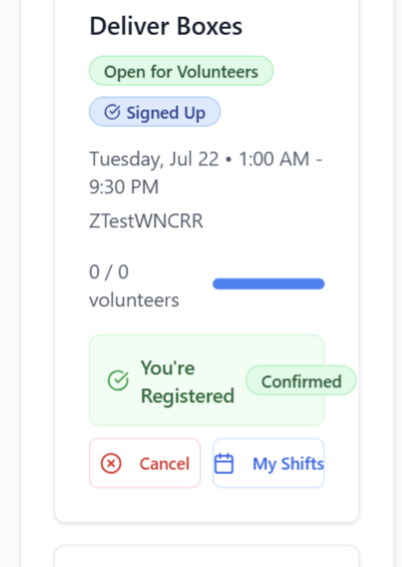 Deliver Boxes
Open for Volunteers
Signed Up
Tuesday, Jul 22 • 1:00 AM -
9:30 PM
ZTestWNCRR
0 / 0
volunteers
You're
Registered
Confirmed
Cancel
My Shifts